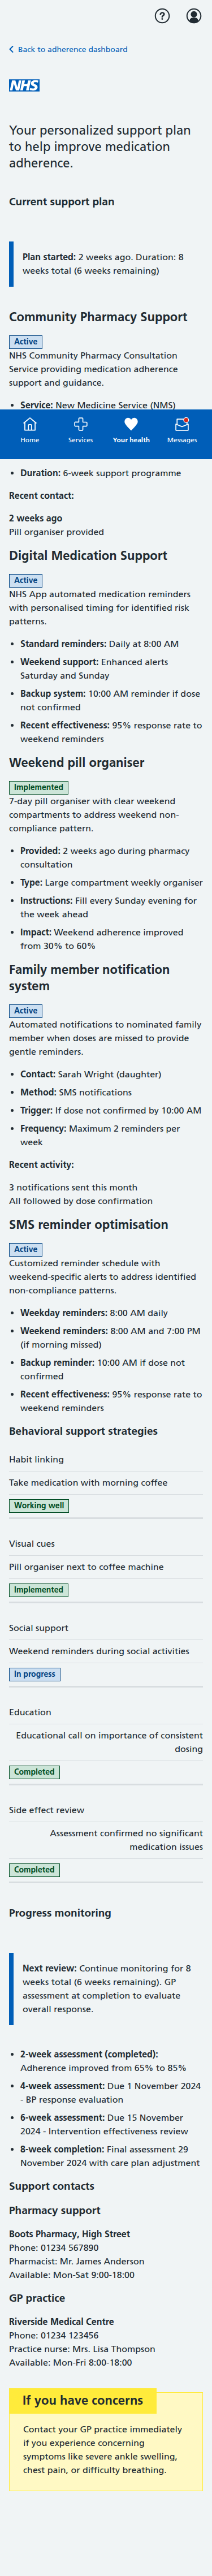 Back to adherence dashboard
NHS
Your personalized support plan
to help improve medication
adherence.
Current support plan
Plan started: 2 weeks ago. Duration: 8
weeks total (6 weeks remaining)
Community Pharmacy Support
Active
NHS Community Pharmacy Consultation
Service providing medication adherence
support and guidance.
• Service: New Medicine Service (NMS)
Home
Services
Your health
Messages
• Duration: 6-week support programme
Recent contact:
2 weeks ago
Pill organiser provided
Digital Medication Support
Active
NHS App automated medication reminders
with personalised timing for identified risk
patterns.
• Standard reminders: Daily at 8:00 AM
• Weekend support: Enhanced alerts
Saturday and Sunday
• Backup system: 10:00 AM reminder if dose
not confirmed
• Recent effectiveness: 95% response rate to
weekend reminders
Weekend pill organiser
Implemented
7-day pill organiser with clear weekend
compartments to address weekend non-
compliance pattern.
• Provided: 2 weeks ago during pharmacy
consultation
• Type: Large compartment weekly organiser
• Instructions: Fill every Sunday evening for
the week ahead
• Impact: Weekend adherence improved
from 30% to 60%
Family member notification
system
Active
Automated notifications to nominated family
member when doses are missed to provide
gentle reminders.
• Contact: Sarah Wright (daughter)
• Method: SMS notifications
• Trigger: If dose not confirmed by 10:00 AM
• Frequency: Maximum 2 reminders per
week
Recent activity:
3 notifications sent this month
All followed by dose confirmation
SMS reminder optimisation
Active
Customized reminder schedule with
weekend-specific alerts to address identified
non-compliance patterns.
• Weekday reminders: 8:00 AM daily
• Weekend reminders: 8:00 AM and 7:00 PM
(if morning missed)
• Backup reminder: 10:00 AM if dose not
confirmed
• Recent effectiveness: 95% response rate to
weekend reminders
Behavioral support strategies
Habit linking
Take medication with morning coffee
Working well
Visual cues
Pill organiser next to coffee machine
Implemented
Social support
Weekend reminders during social activities
In progress
Education
Educational call on importance of consistent
dosing
Completed
Side effect review
Assessment confirmed no significant
medication issues
Completed
Progress monitoring
Next review: Continue monitoring for 8
weeks total (6 weeks remaining). GP
assessment at completion to evaluate
overall response.
• 2-week assessment (completed):
Adherence improved from 65% to 85%
• 4-week assessment: Due 1 November 2024
- BP response evaluation
• 6-week assessment: Due 15 November
2024 - Intervention effectiveness review
• 8-week completion: Final assessment 29
November 2024 with care plan adjustment
Support contacts
Pharmacy support
Boots Pharmacy, High Street
Phone: 01234 567890
Pharmacist: Mr. James Anderson
Available: Mon-Sat 9:00-18:00
GP practice
Riverside Medical Centre
Phone: 01234 123456
Practice nurse: Mrs. Lisa Thompson
Available: Mon-Fri 8:00-18:00
If you have concerns
Contact your GP practice immediately
if you experience concerning
symptoms like severe ankle swelling,
chest pain, or difficulty breathing.